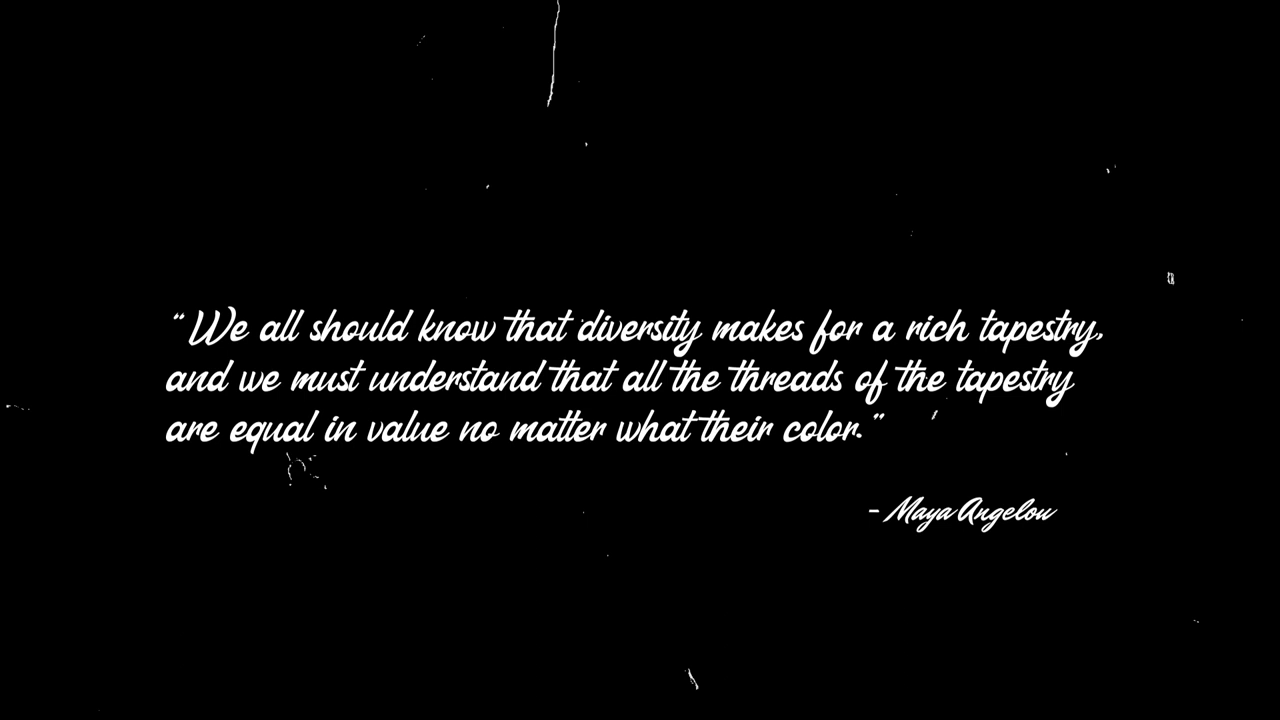 "We all should know that diversity makes for a rich tapestry,
and we must understand that all the threads of the tapestry
are equal in value no matter what their color."
- Maya Angelou